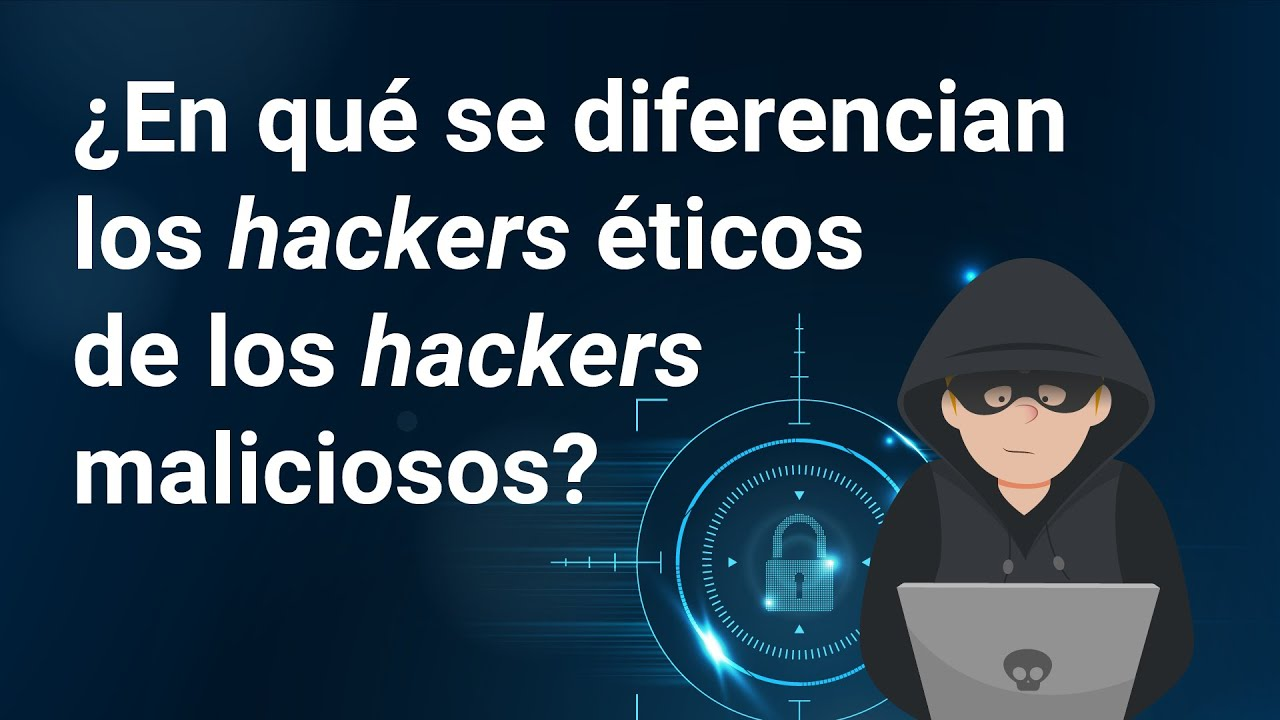 ¿En qué se diferencian
los hackers éticos
de los hackers
maliciosos?